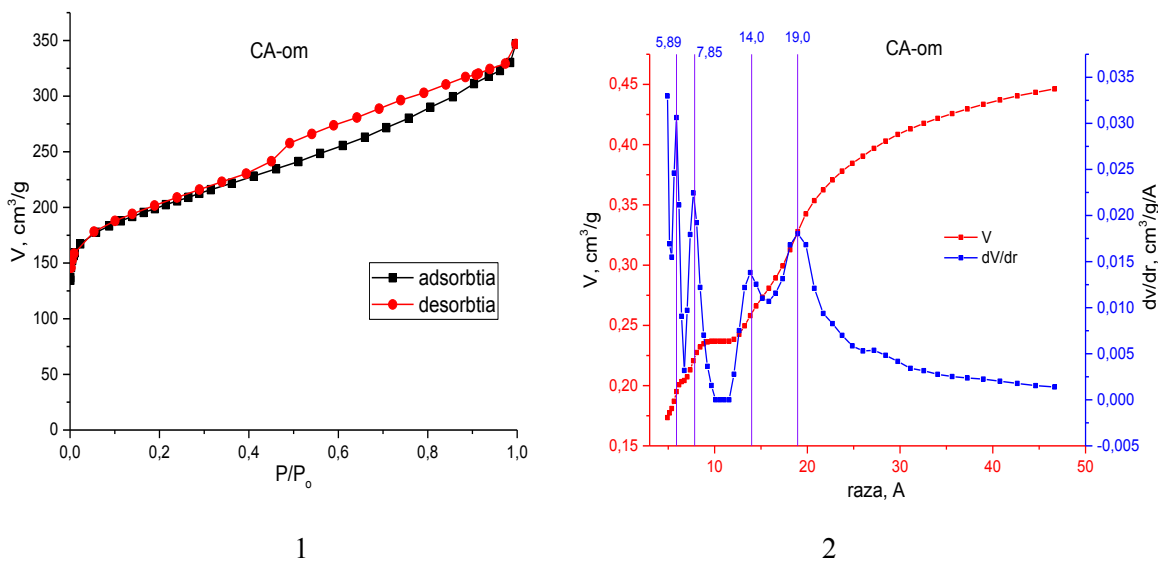 CA-om
350
300
250
200
150
100
50
0
V, cm³/g
adsorbtia
desorbtia
0,0 0,2 0,4 0,6 0,8 1,0
P/P₀
1
5,89 7,85 14,0 19,0
CA-om
0,45
0,40
0,35
0,30
0,25
0,20
0,15
V, cm³/g
V
dV/dr
0,035
0,030
0,025
0,020
0,015
0,010
0,005
0,000
-0,005
dv/dr, cm³/g/A
10 20 30 40 50
raza, A
2